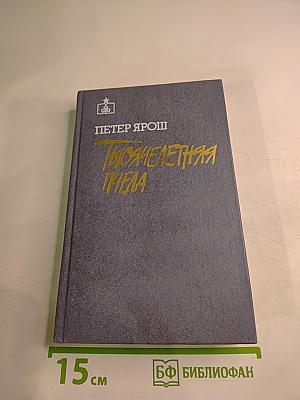 ПЕТЕР ЯРОШ
Тысячелетняя
пчела
15 см
БФ БИБЛИОФАН